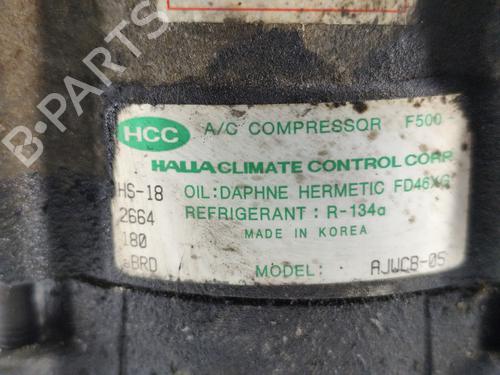 HCC A/C COMPRESSOR F500-
HALLA CLIMATE CONTROL CORP
HS-18 OIL:DAPHNE HERMETIC FD46XG
2664 REFRIGERANT : R-134a
180 MADE IN KOREA
BRD MODEL: AJWCB-05
B-PARTS